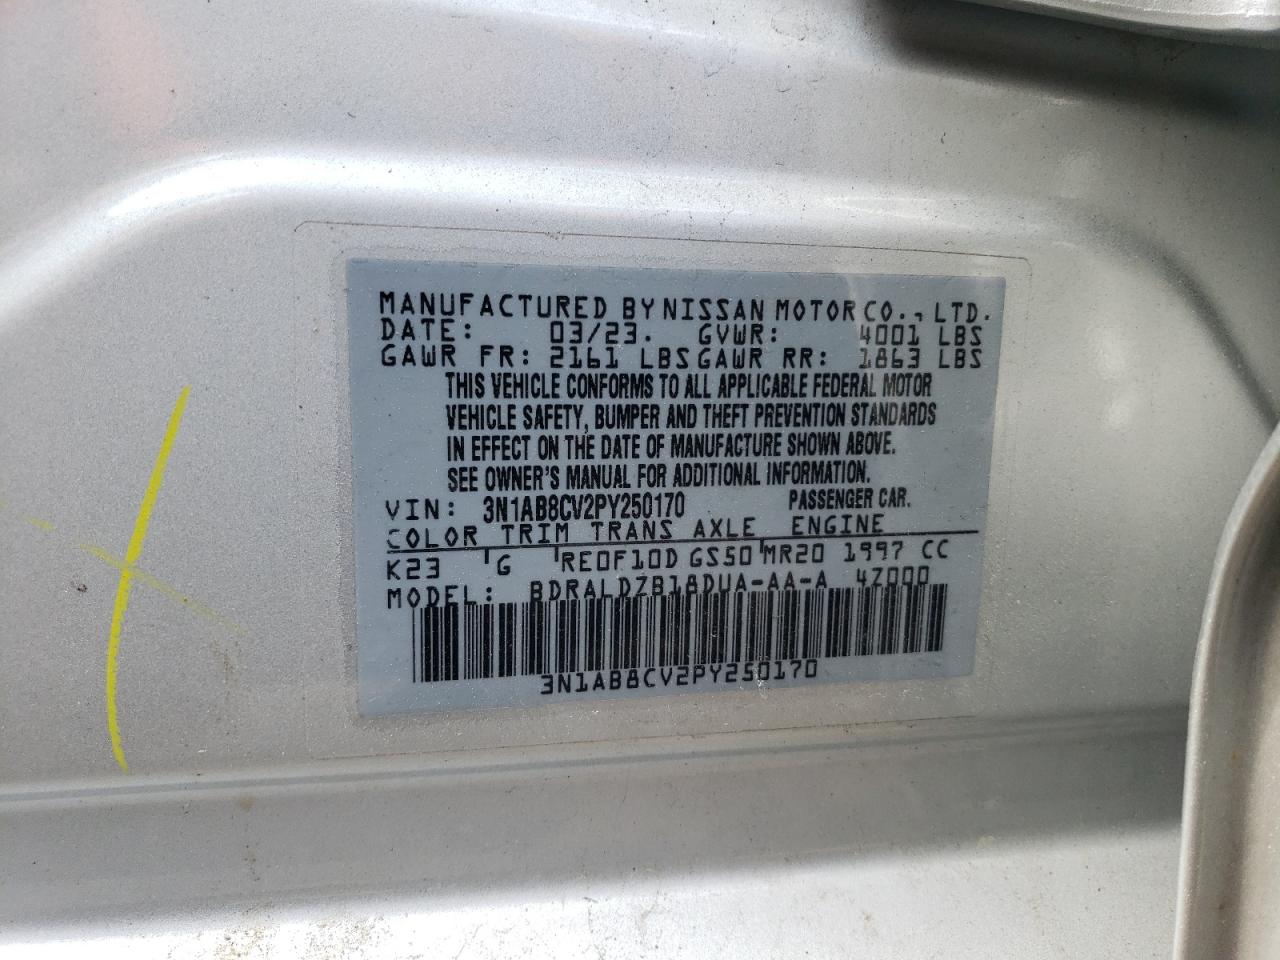 MANUFACTURED BY NISSAN MOTOR CO., LTD.
DATE: 03/23. GVWR: 4001 LBS
GAWR FR: 2161 LBS GAWR RR: 1863 LBS
THIS VEHICLE CONFORMS TO ALL APPLICABLE FEDERAL MOTOR
VEHICLE SAFETY, BUMPER AND THEFT PREVENTION STANDARDS
IN EFFECT ON THE DATE OF MANUFACTURE SHOWN ABOVE.
SEE OWNER'S MANUAL FOR ADDITIONAL INFORMATION.
VIN: 3N1AB8CV2PY250170 PASSENGER CAR.
COLOR TRIM TRANS AXLE ENGINE
K23 G RE0F10D GS50 MR20 1997 CC
MODEL: BDRALDZB18DUA-AA-A 4Z000
3N1AB8CV2PY250170